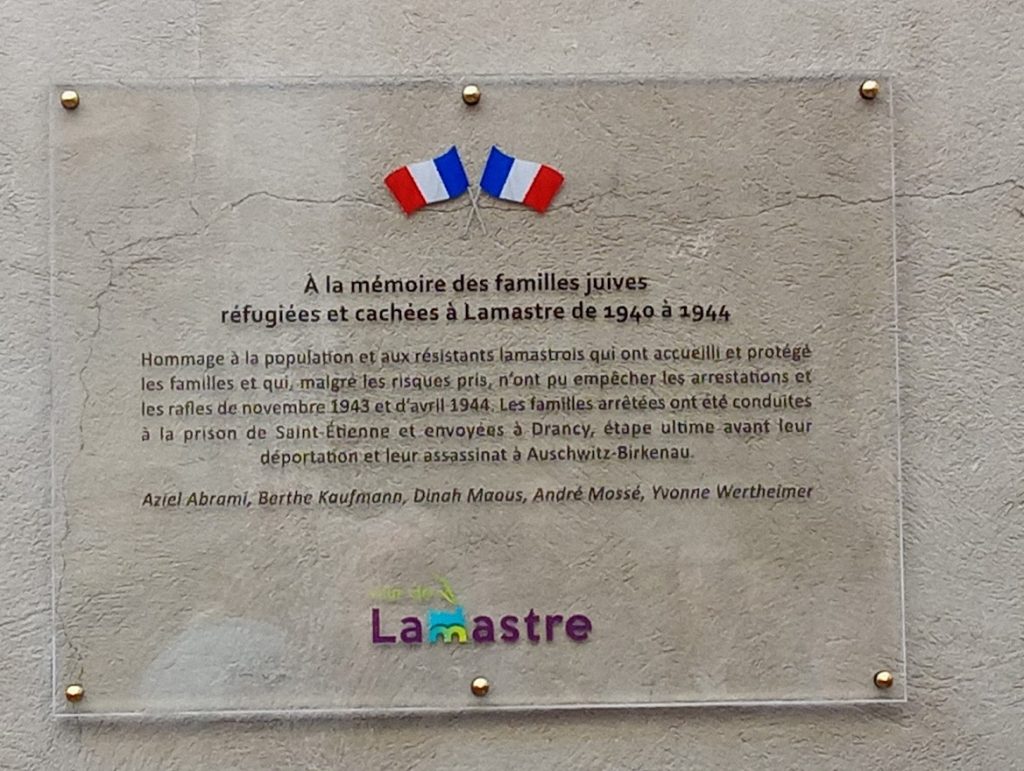 À la mémoire des familles juives
réfugiées et cachées à Lamastre de 1940 à 1944
Hommage à la population et aux résistants lamastrois qui ont accueilli et protégé
les familles et qui, malgré les risques pris, n'ont pu empêcher les arrestations et
les rafles de novembre 1943 et d'avril 1944. Les familles arrêtées ont été conduites
à la prison de Saint-Étienne et envoyées à Drancy, étape ultime avant leur
déportation et leur assassinat à Auschwitz-Birkenau.
Aziel Abrami, Berthe Kaufmann, Dinah Maous, André Mossé, Yvonne Wertheimer
ville de
Lamastre